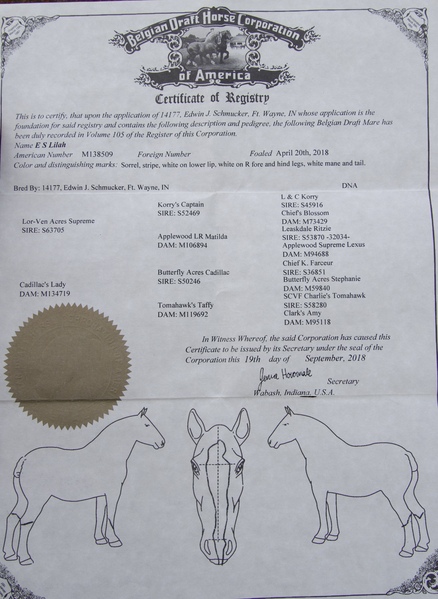 Belgian Draft Horse Corporation
of America
Certificate of Registry
This is to certify, that upon the application of 14177, Edwin J. Schmucker, Ft. Wayne, IN whose application is the
foundation for said registry and contains the following description and pedigree, the following Belgian Draft Mare has
been duly recorded in Volume 105 of the Register of this Corporation.
Name E S Lilah
American Number M138509 Foreign Number Foaled April 20th, 2018
Color and distinguishing marks: Sorrel, stripe, white on lower lip, white on R fore and hind legs, white mane and tail.
Bred By: 14177, Edwin J. Schmucker, Ft. Wayne, IN DNA
L & C Korry
Korry's Captain SIRE: S45916
SIRE: S52469 Chief's Blossom
Lor-Ven Acres Supreme DAM: M73429
SIRE: S63705 Leaskdale Ritzie
Applewood LR Matilda SIRE: S53870 -32034-
DAM: M106894 Applewood Supreme Lexus
DAM: M94688
Chief K. Farceur
Butterfly Acres Cadillac SIRE: S36851
SIRE: S50246 Butterfly Acres Stephanie
Cadillac's Lady DAM: M59840
DAM: M134719 SCVF Charlie's Tomahawk
Tomahawk's Taffy SIRE: S58280
DAM: M119692 Clark's Amy
DAM: M95118
In Witness Whereof, the said Corporation has caused this
Certificate to be issued by its Secretary under the seal of the
Corporation this 19th day of September, 2018
Secretary
Wabash, Indiana, U.S.A.